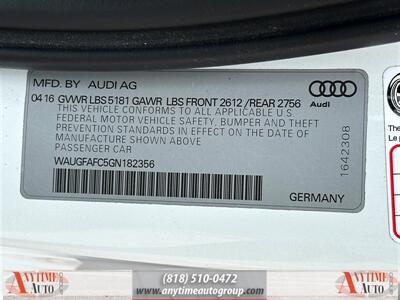 MFD. BY AUDI AG
04 16 GVWR LBS 5181 GAWR LBS FRONT 2612 / REAR 2756
THIS VEHICLE CONFORMS TO ALL APPLICABLE U.S.
FEDERAL MOTOR VEHICLE SAFETY,
BUMPER AND THEFT PREVENTION
STANDARDS IN EFFECT ON THE DATE OF
MANUFACTURE SHOWN ABOVE
PASSENGER CAR
WAUGFAFC5GN182356
GERMANY
Audi
1642308
Le po
ANYTIME AUTO
(818) 510-0472
www.anytimeautogroup.com
ANYTIME AUTO